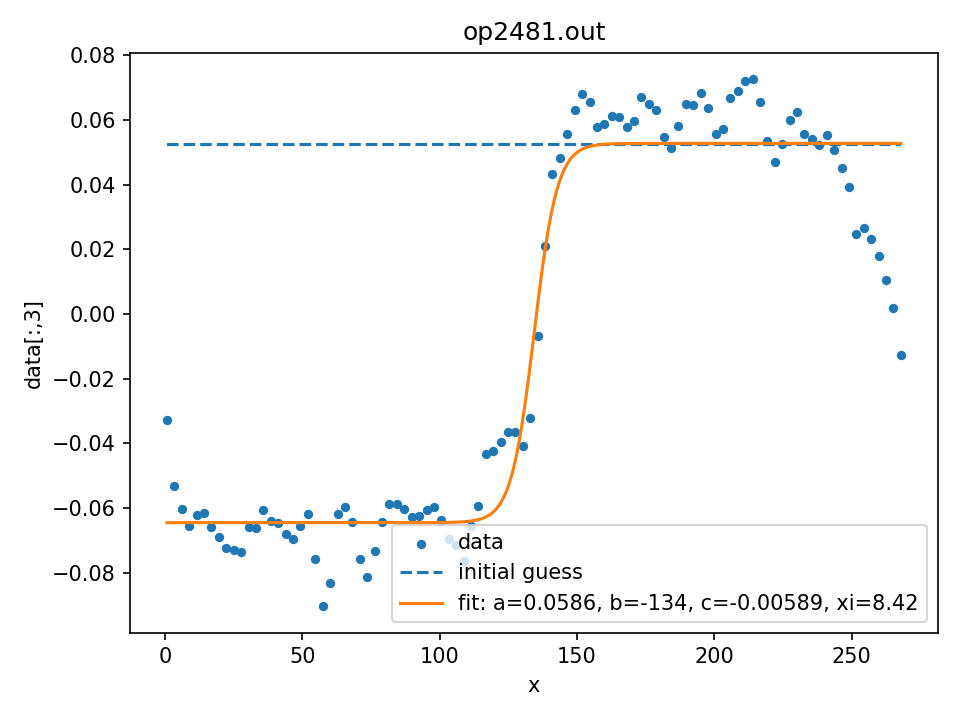 op2481.out
0.08
0.06
0.04
0.02
0.00
−0.02
−0.04
−0.06
−0.08
data[:,3]
data
initial guess
fit: a=0.0586, b=-134, c=-0.00589, xi=8.42
0 50 100 150 200 250
x